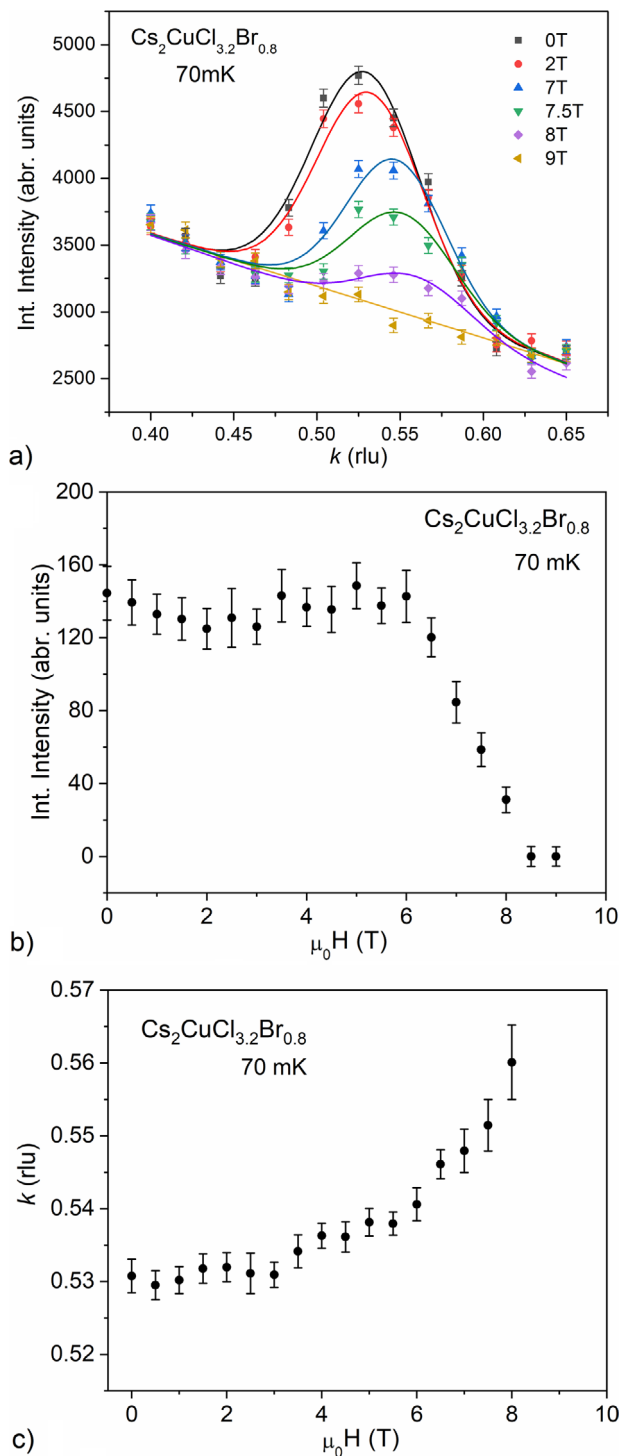 Cs₂CuCl₃.₂Br₀.₈
70mK
0T
2T
7T
7.5T
8T
9T
5000
4500
4000
3500
3000
2500
Int. Intensity (abr. units)
0.40 0.45 0.50 0.55 0.60 0.65
k (rlu)
a)
Cs₂CuCl₃.₂Br₀.₈
70 mK
200
160
120
80
40
0
Int. Intensity (abr. units)
0 2 4 6 8 10
μ₀H (T)
b)
Cs₂CuCl₃.₂Br₀.₈
70 mK
0.57
0.56
0.55
0.54
0.53
0.52
k (rlu)
0 2 4 6 8 10
μ₀H (T)
c)